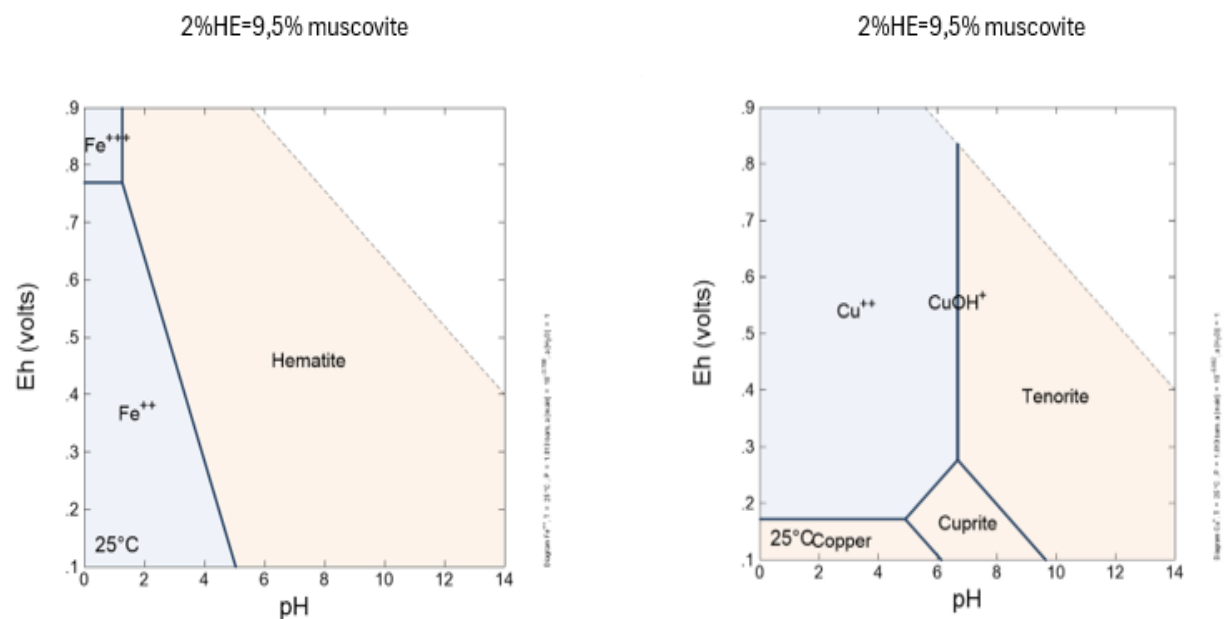 2%HE=9,5% muscovite
.9
.8
.7
.6
.5
.4
.3
.2
.1
Eh (volts)
Fe+++
Hematite
Fe++
25°C
0 2 4 6 8 10 12 14
pH
2%HE=9,5% muscovite
.9
.8
.7
.6
.5
.4
.3
.2
.1
Eh (volts)
Cu++
CuOH+
Tenorite
Cuprite
25°C
Copper
0 2 4 6 8 10 12 14
pH